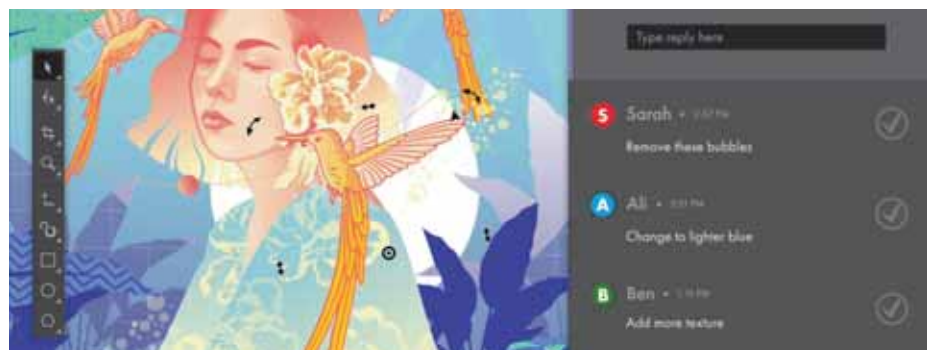 Type reply here
S
Sarah
Remove these bubbles
A
Ali
Change to lighter blue
B
Ben
Add more texture